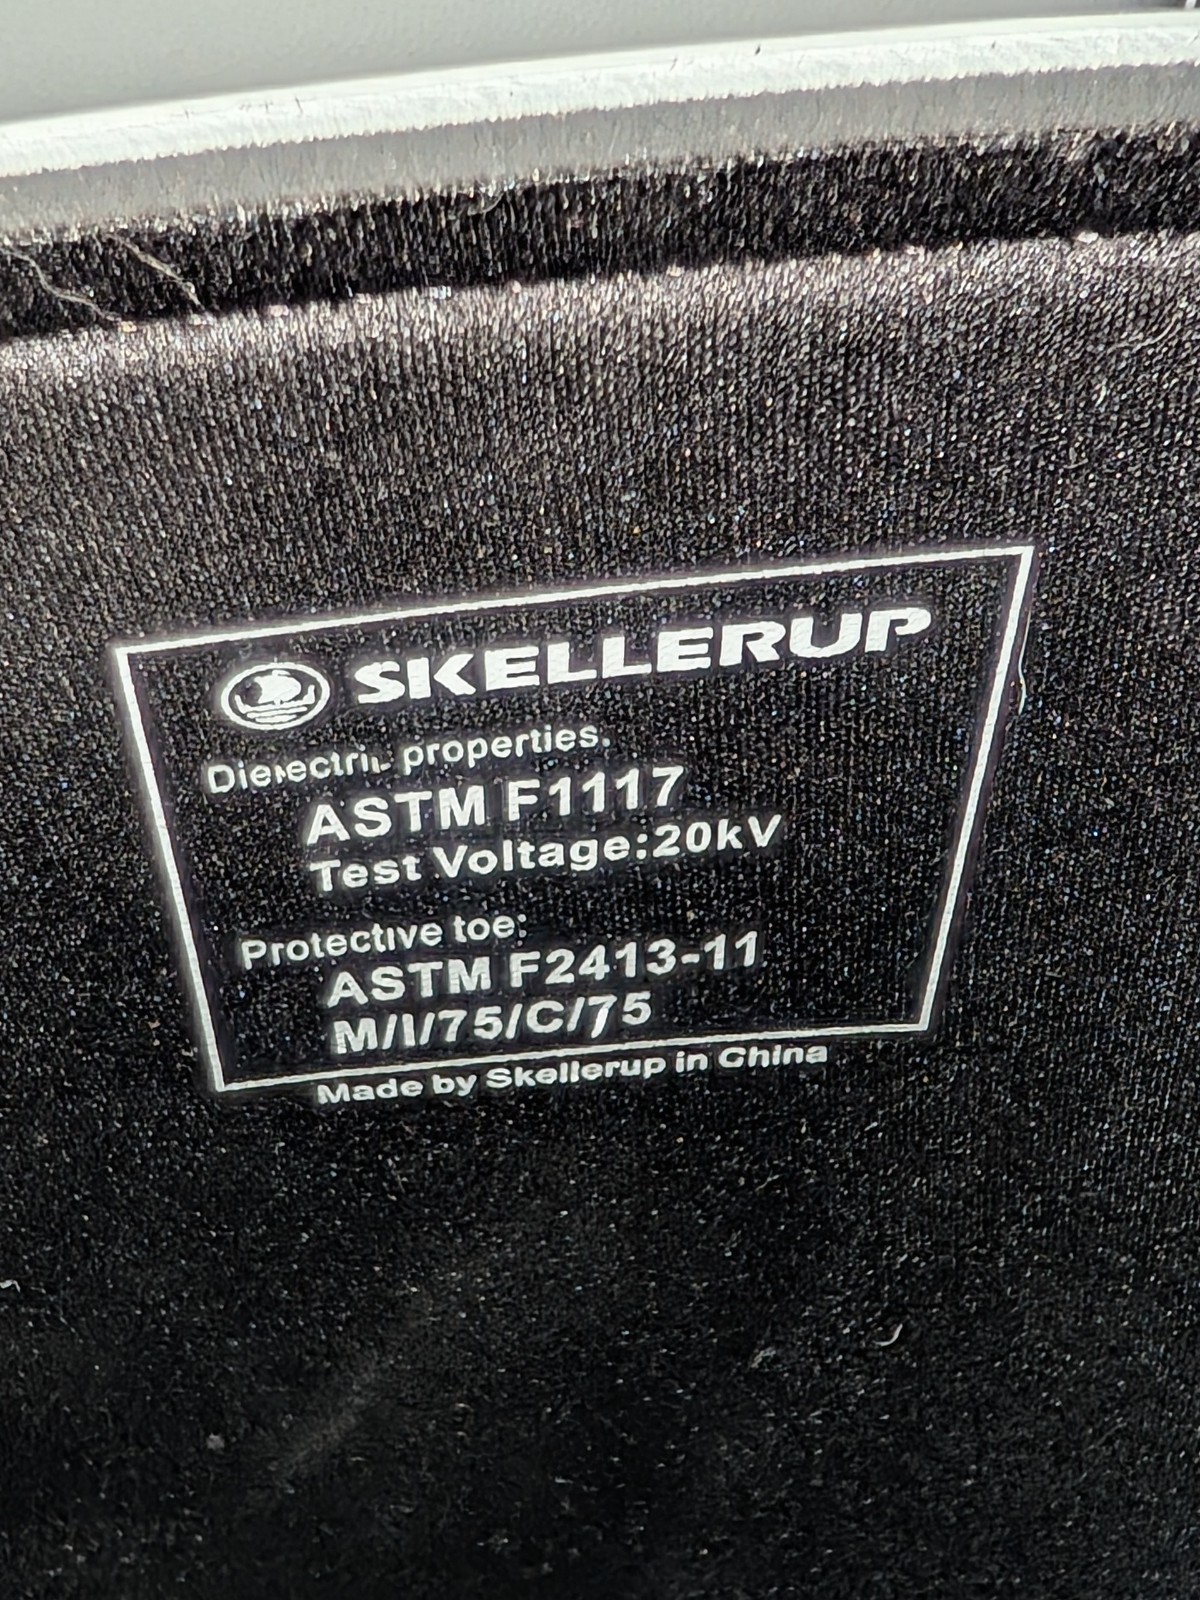 SKELLERUP
Dielectric properties.
ASTM F1117
Test Voltage:20kV
Protective toe:
ASTM F2413-11
M/I/75/C/75
Made by Skellerup in China